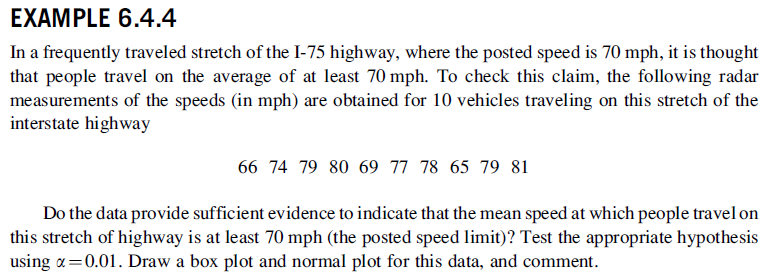 EXAMPLE 6.4.4
In a frequently traveled stretch of the I-75 highway, where the posted speed is 70 mph, it is thought
that people travel on the average of at least 70 mph. To check this claim, the following radar
measurements of the speeds (in mph) are obtained for 10 vehicles traveling on this stretch of the
interstate highway
66 74 79 80 69 77 78 65 79 81
Do the data provide sufficient evidence to indicate that the mean speed at which people travel on
this stretch of highway is at least 70 mph (the posted speed limit)? Test the appropriate hypothesis
using α=0.01. Draw a box plot and normal plot for this data, and comment.